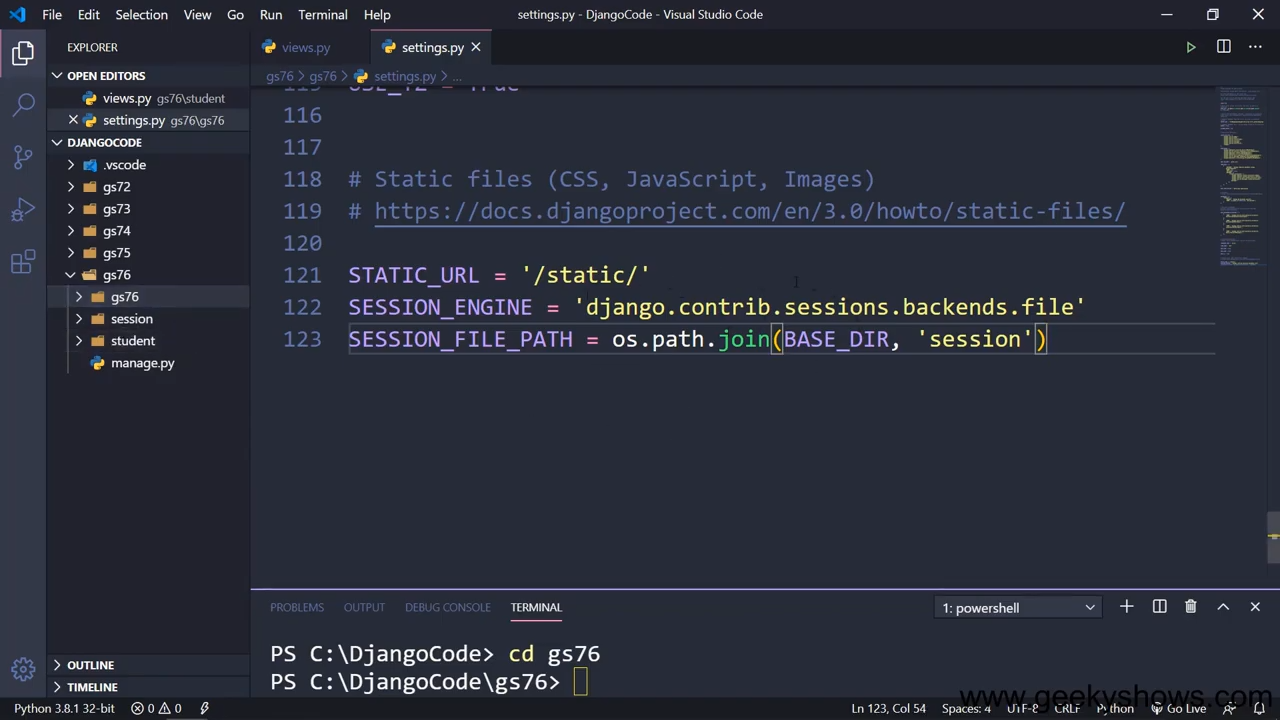 File Edit Selection View Go Run Terminal Help settings.py - DjangoCode - Visual Studio Code
EXPLORER
OPEN EDITORS
views.py gs76\student
settings.py gs76\gs76
DJANGOCODE
.vscode
gs72
gs73
gs74
gs75
gs76
gs76
session
student
manage.py
OUTLINE
TIMELINE
views.py settings.py
gs76 > gs76 > settings.py > ...
115 USE_TZ = True
116
117
118 # Static files (CSS, JavaScript, Images)
119 # https://docs.djangoproject.com/en/3.0/howto/static-files/
120
121 STATIC_URL = '/static/'
122 SESSION_ENGINE = 'django.contrib.sessions.backends.file'
123 SESSION_FILE_PATH = os.path.join(BASE_DIR, 'session')
PROBLEMS OUTPUT DEBUG CONSOLE TERMINAL 1: powershell
PS C:\DjangoCode> cd gs76
PS C:\DjangoCode\gs76>
www.geekyshows.com
Python 3.8.1 32-bit 0 0 Ln 123, Col 54 Spaces: 4 UTF-8 CRLF Python Go Live